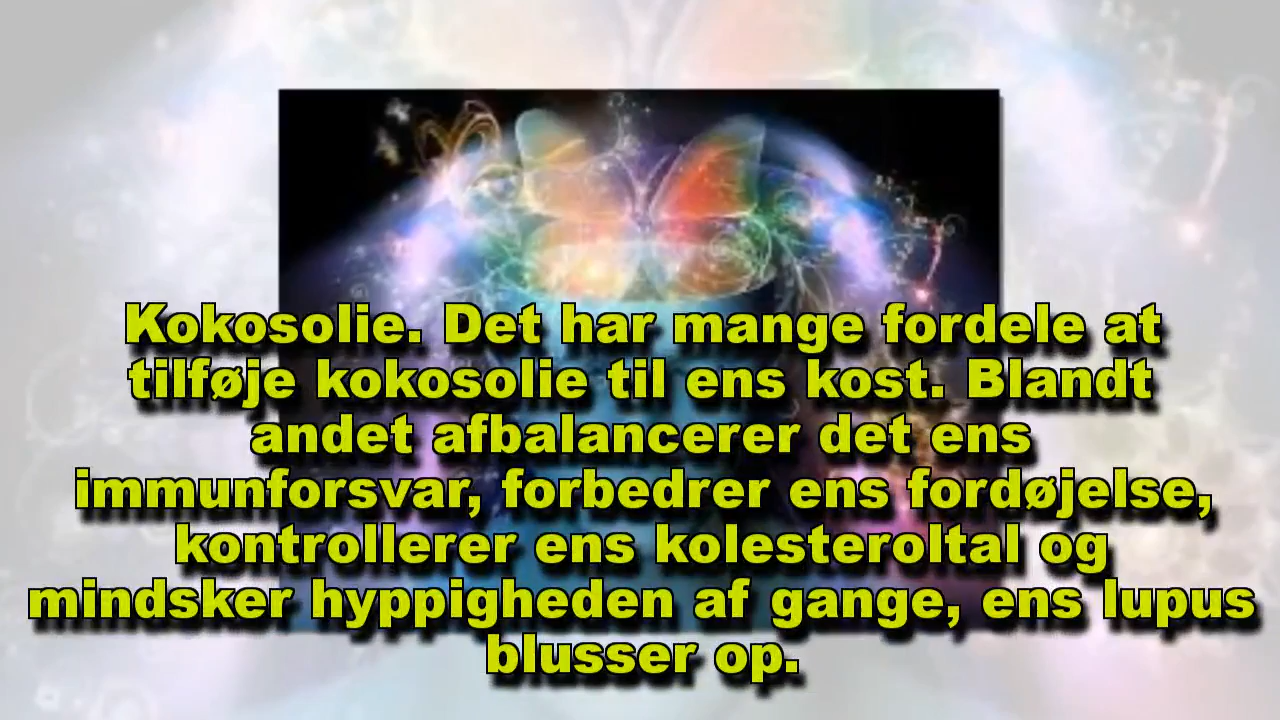 Kokosolie. Det har mange fordele at
tilføje kokosolie til ens kost. Blandt
andet afbalancerer det ens
immunforsvar, forbedrer ens fordøjelse,
kontrollerer ens kolesteroltal og
mindsker hyppigheden af gange, ens lupus
blusser op.